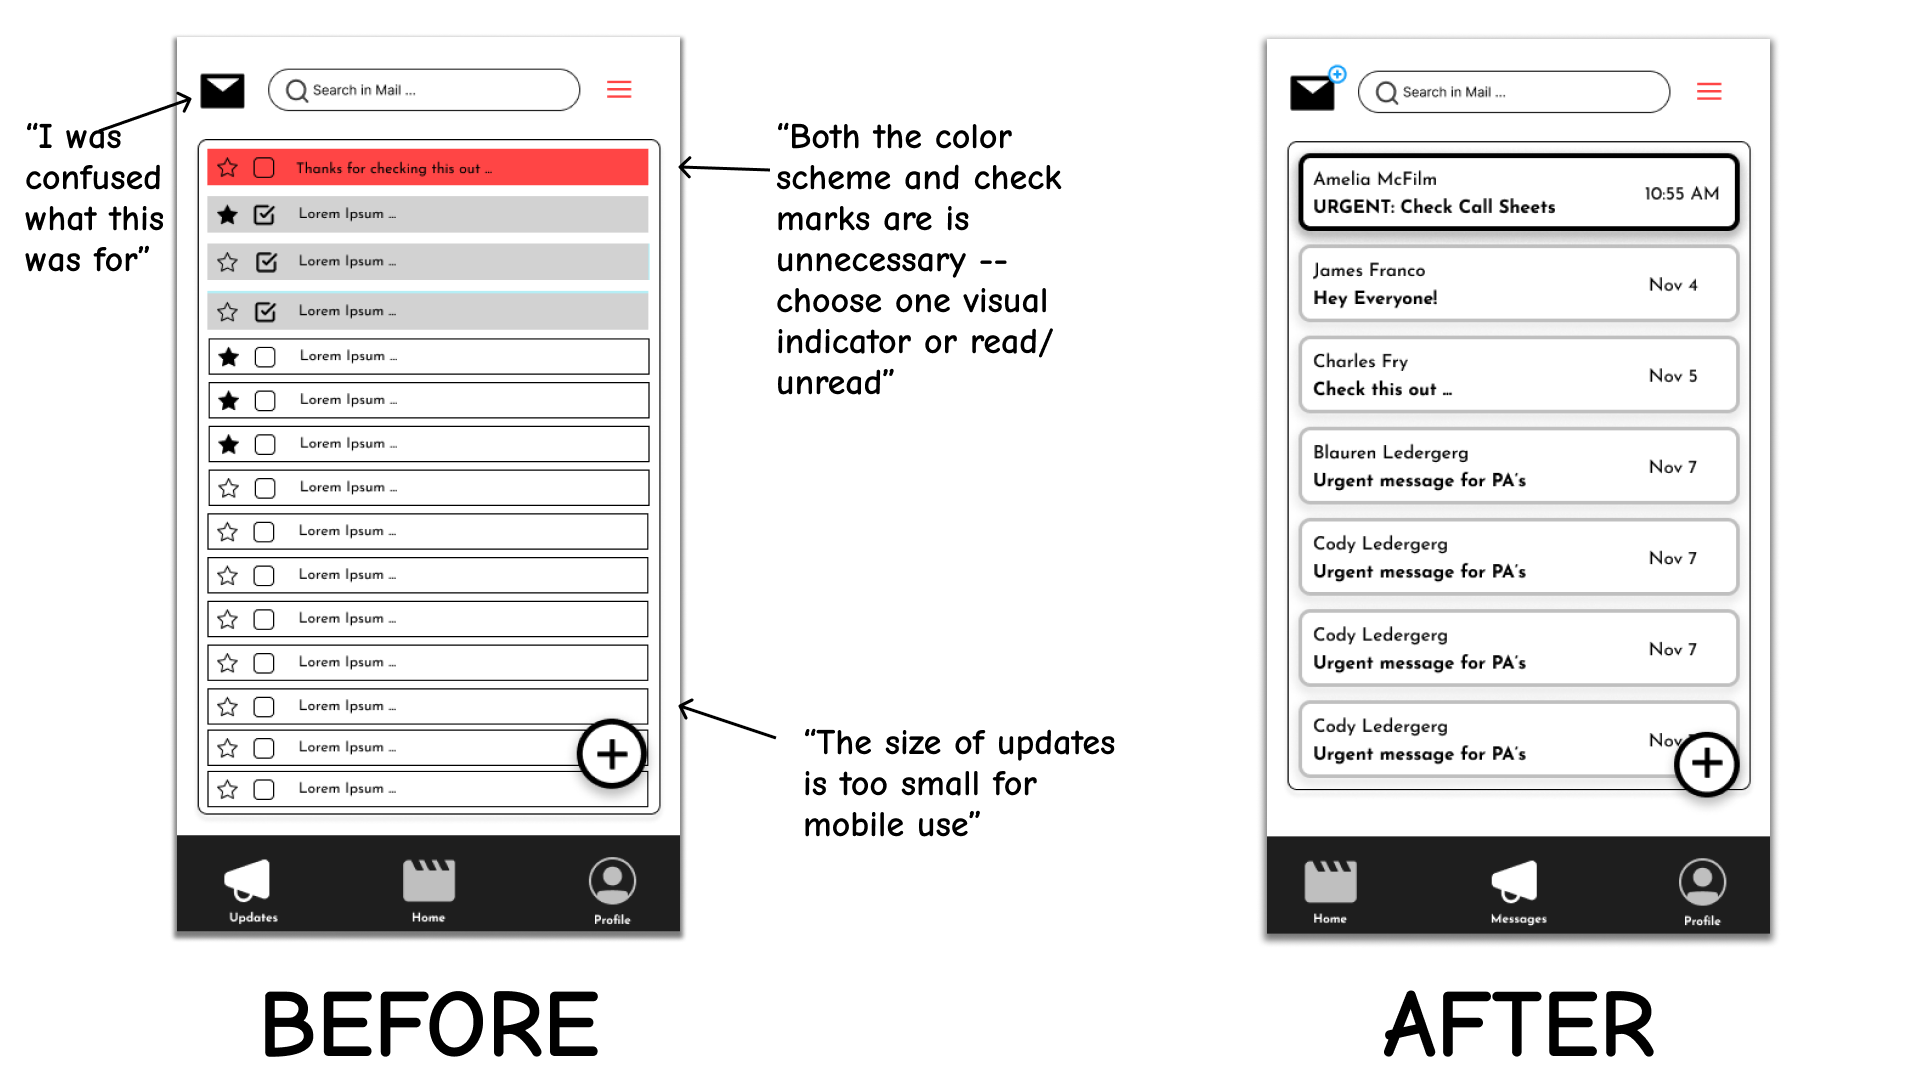 Search in Mail ...
“I was
confused
what this
was for”
Thanks for checking this out ...
Lorem Ipsum ...
Lorem Ipsum ...
Lorem Ipsum ...
Lorem Ipsum ...
Lorem Ipsum ...
Lorem Ipsum ...
Lorem Ipsum ...
Lorem Ipsum ...
Lorem Ipsum ...
Lorem Ipsum ...
Lorem Ipsum ...
Lorem Ipsum ...
Lorem Ipsum ...
Lorem Ipsum ...
Updates
Home
Profile
BEFORE
“Both the color
scheme and check
marks are is
unnecessary --
choose one visual
indicator or read/
unread”
“The size of updates
is too small for
mobile use”
Search in Mail ...
Amelia McFilm
URGENT: Check Call Sheets
10:55 AM
James Franco
Hey Everyone!
Nov 4
Charles Fry
Check this out ...
Nov 5
Blauren Ledergerg
Urgent message for PA's
Nov 7
Cody Ledergerg
Urgent message for PA's
Nov 7
Cody Ledergerg
Urgent message for PA's
Nov 7
Cody Ledergerg
Urgent message for PA's
Nov
Home
Messages
Profile
AFTER